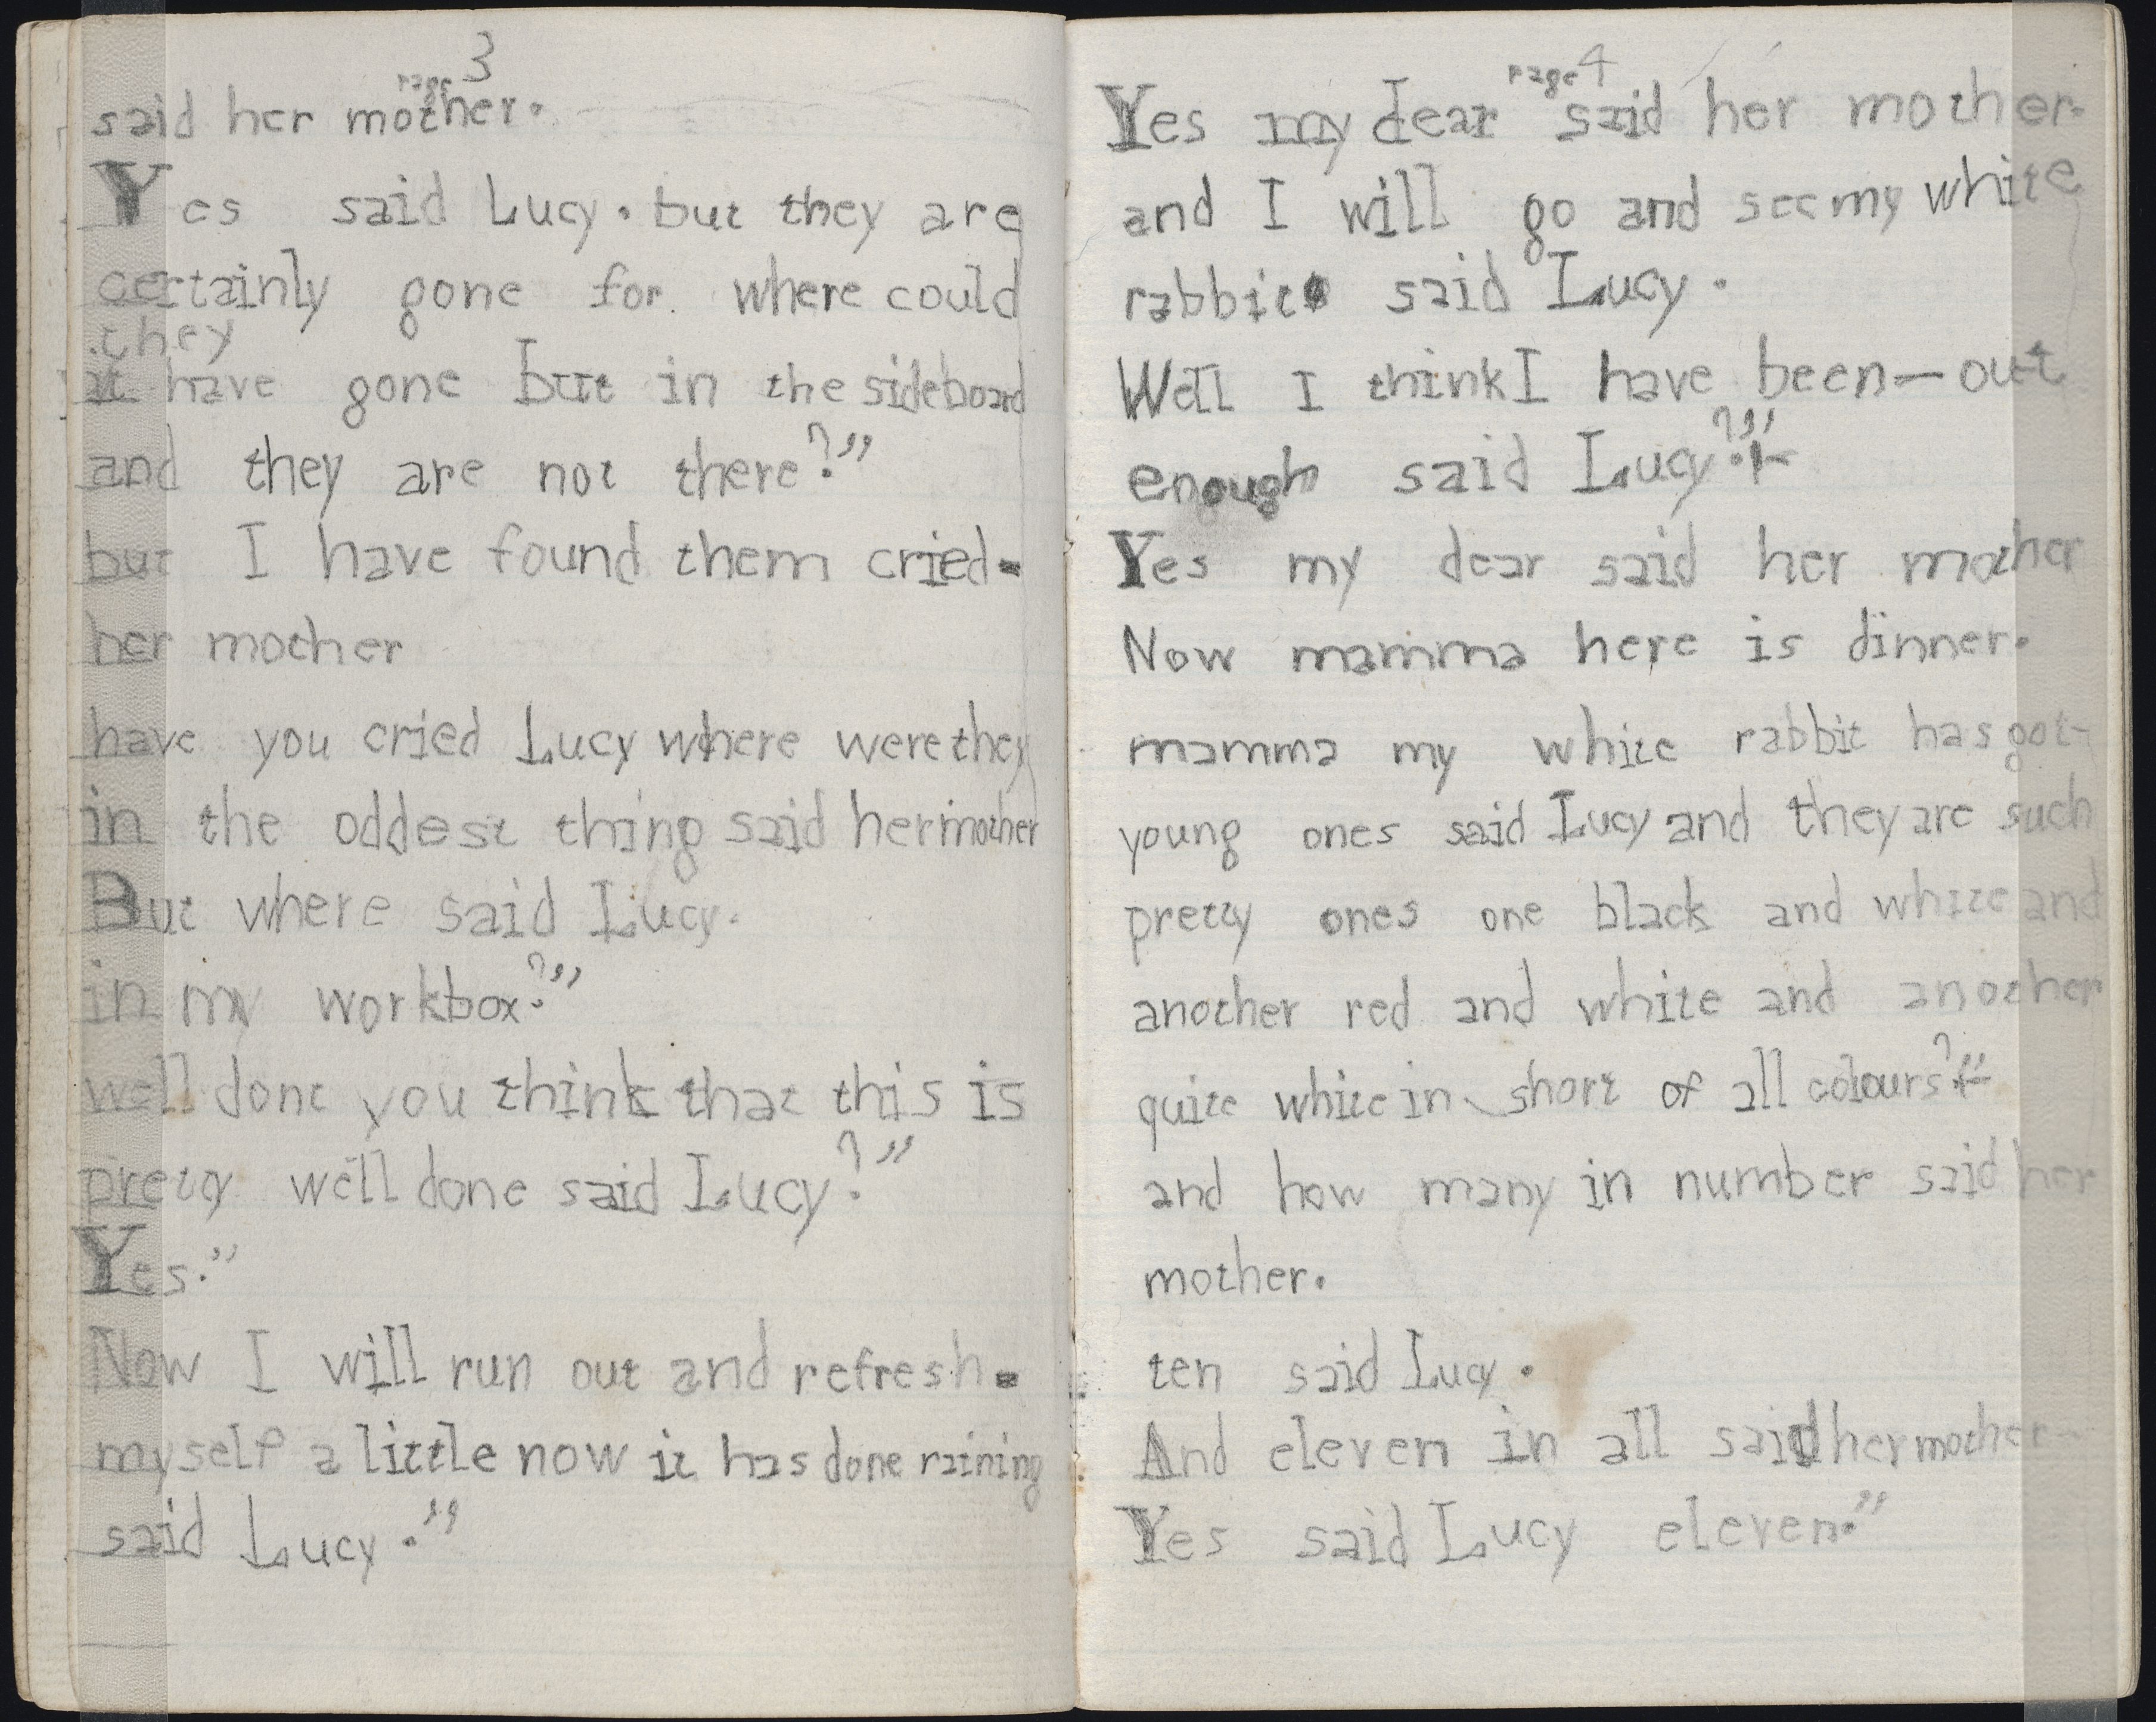 page 3
said her mother.
Yes said Lucy. but they are
certainly gone for where could
they
it have gone but in the sideboard
and they are not there?"
but I have found them cried-
her mother
have you cried Lucy where were they
in the oddest thing said her mother
But where said Lucy.
in my workbox?"
well done you think that this is
pretty well done said Lucy?"
Yes."
Now I will run out and refresh-
myself a little now it has done raining
said Lucy."
page 4
Yes my dear said her mother-
and I will go and see my white
rabbit said Lucy.
Well I think I have been—out
enough said Lucy?"
Yes my dear said her mother
Now mamma here is dinner.
mamma my white rabbit has got-
young ones said Lucy and they are such
pretty ones one black and white and
another red and white and another
quite white in short of all colours?"
and how many in number said her
mother.
ten said Lucy.
And eleven in all said her mother
Yes said Lucy eleven."